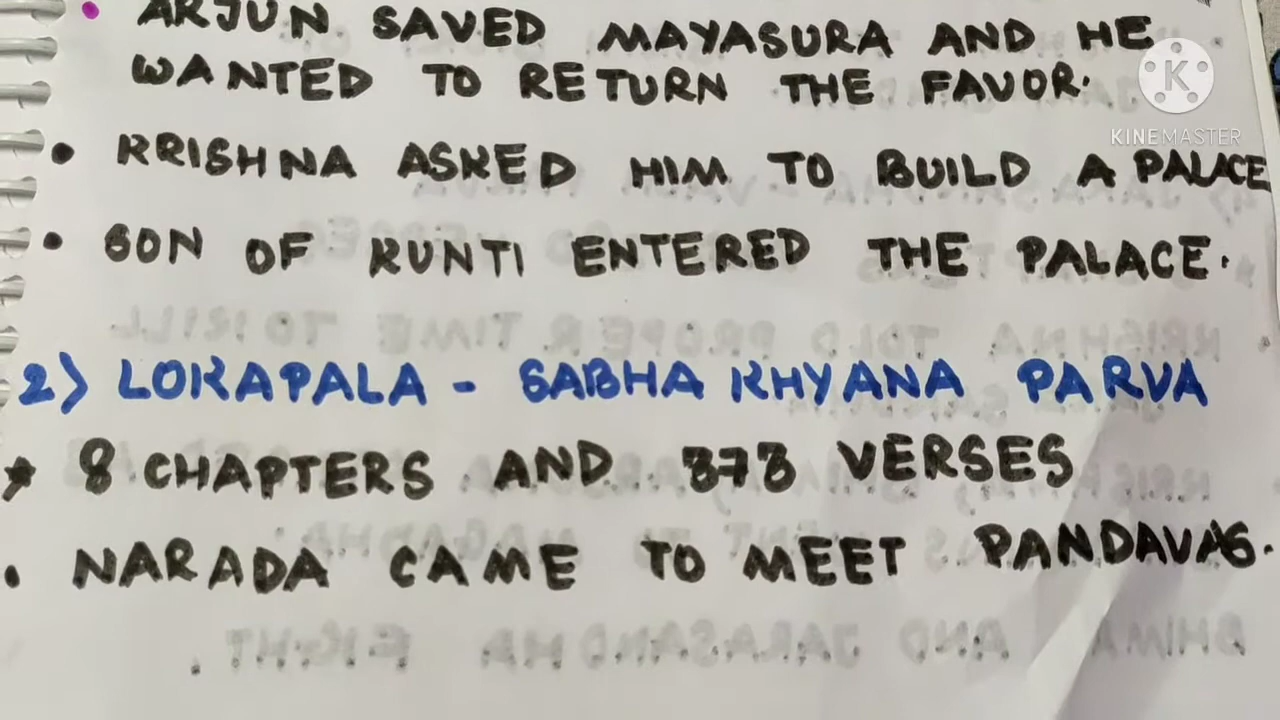 • ARJUN SAVED MAYASURA AND HE
WANTED TO RETURN THE FAVOR.
• KRISHNA ASKED HIM TO BUILD A PALACE
• SON OF KUNTI ENTERED THE PALACE.
2) LOKAPALA - SABHA KHYANA PARVA
★ 8 CHAPTERS AND 373 VERSES
• NARADA CAME TO MEET PANDAVAS.
K
KINEMASTER